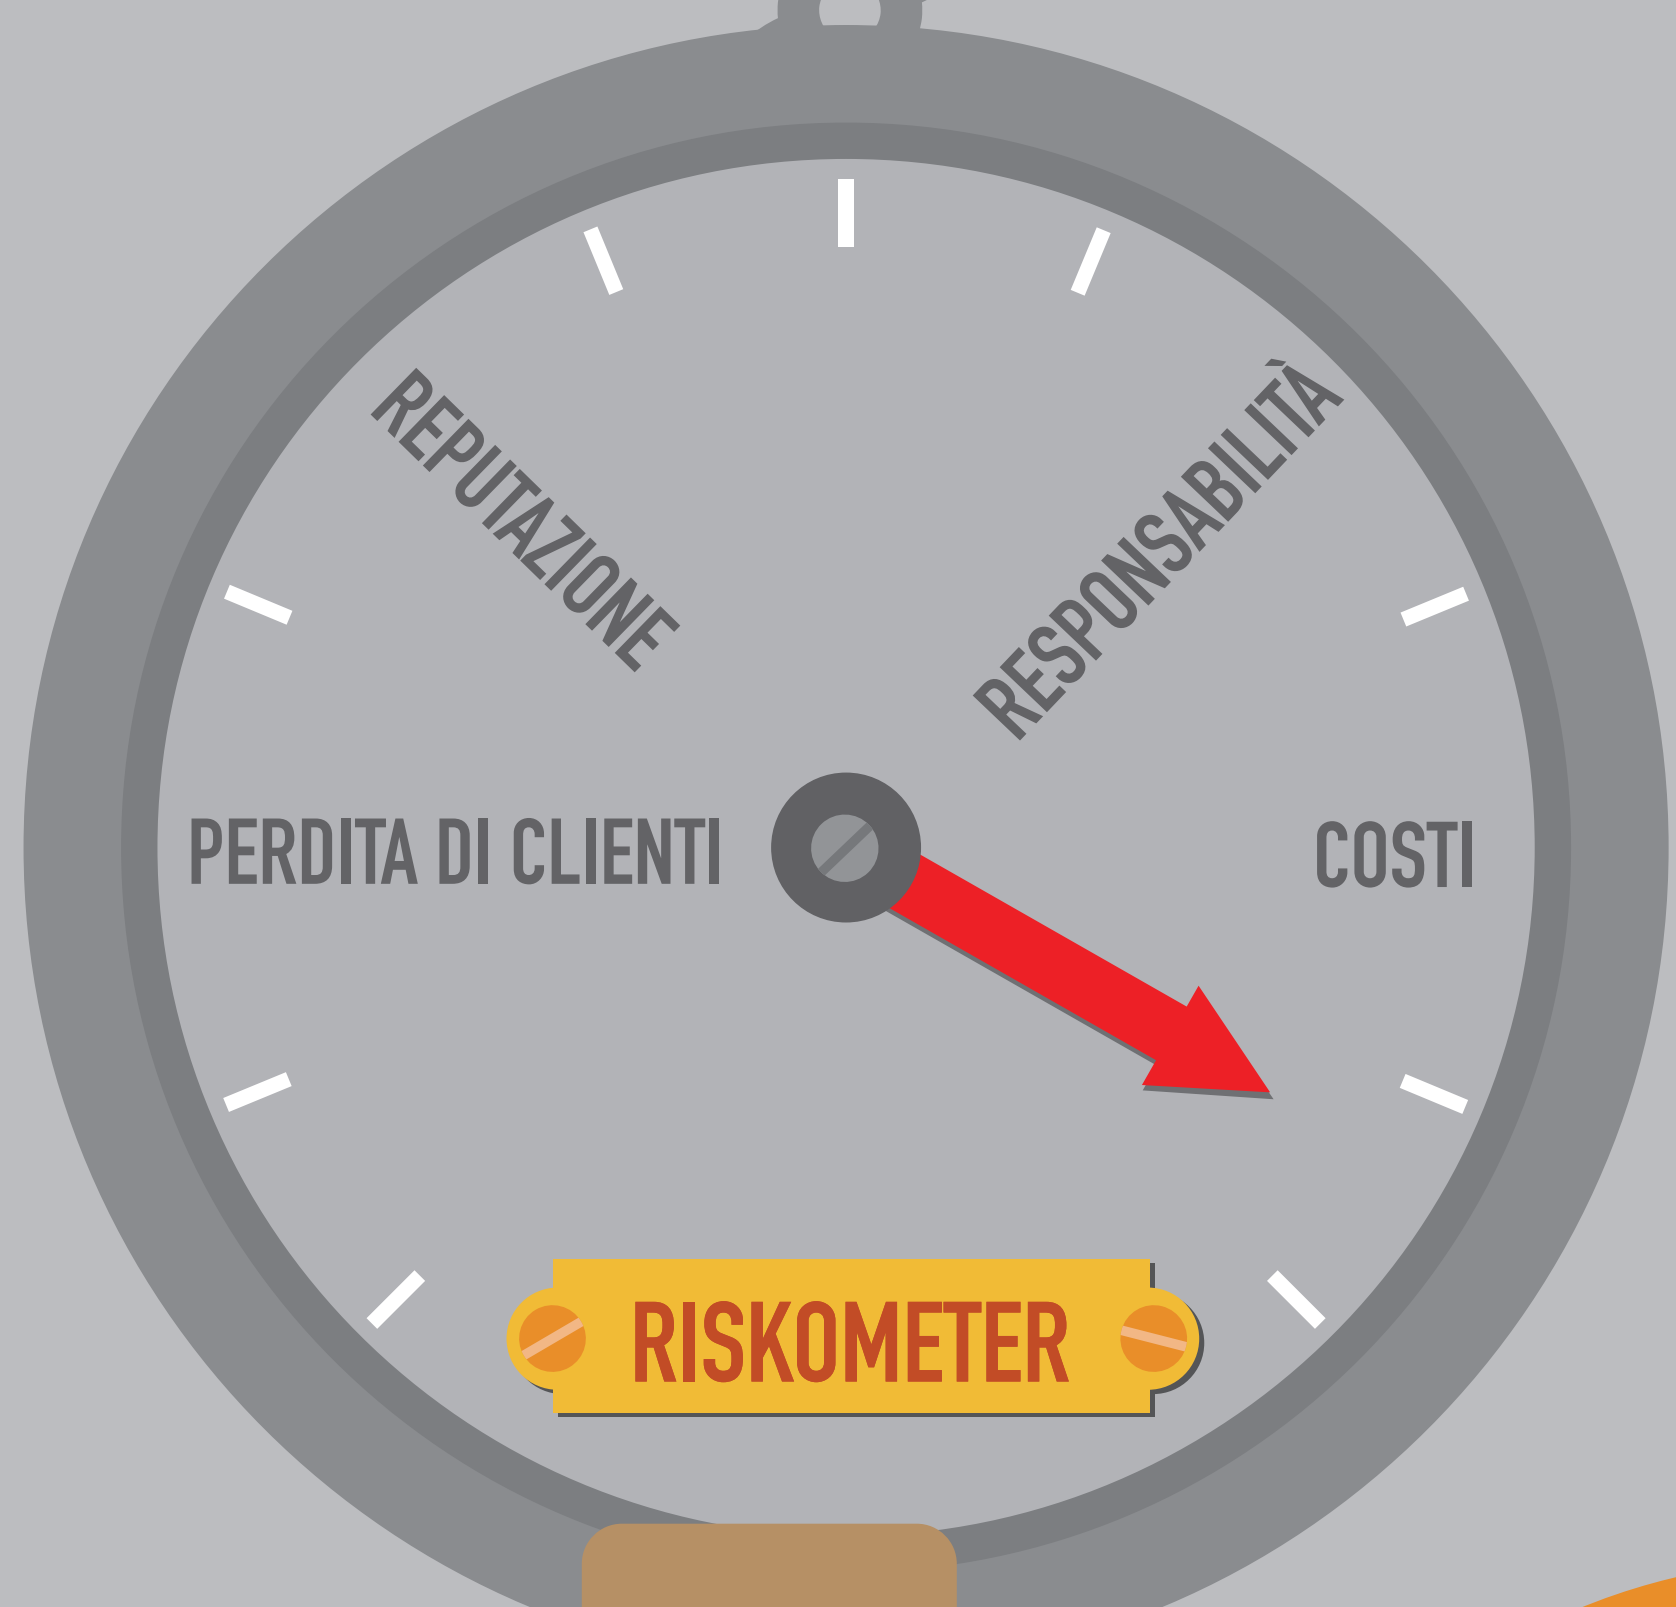 REPUTAZIONE
RESPONSABILITÀ
PERDITA DI CLIENTI
COSTI
RISKOMETER